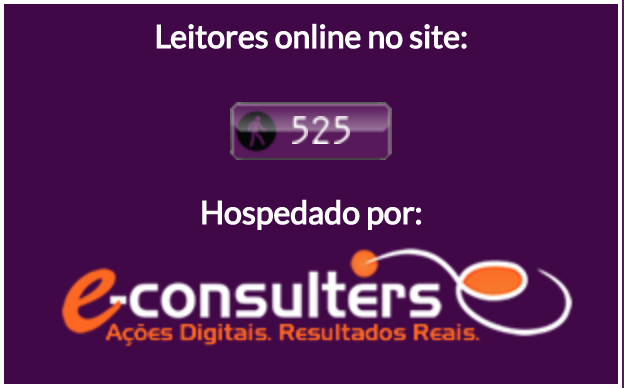 Leitores online no site:
525
Hospedado por:
e-consulters
Ações Digitais. Resultados Reais.